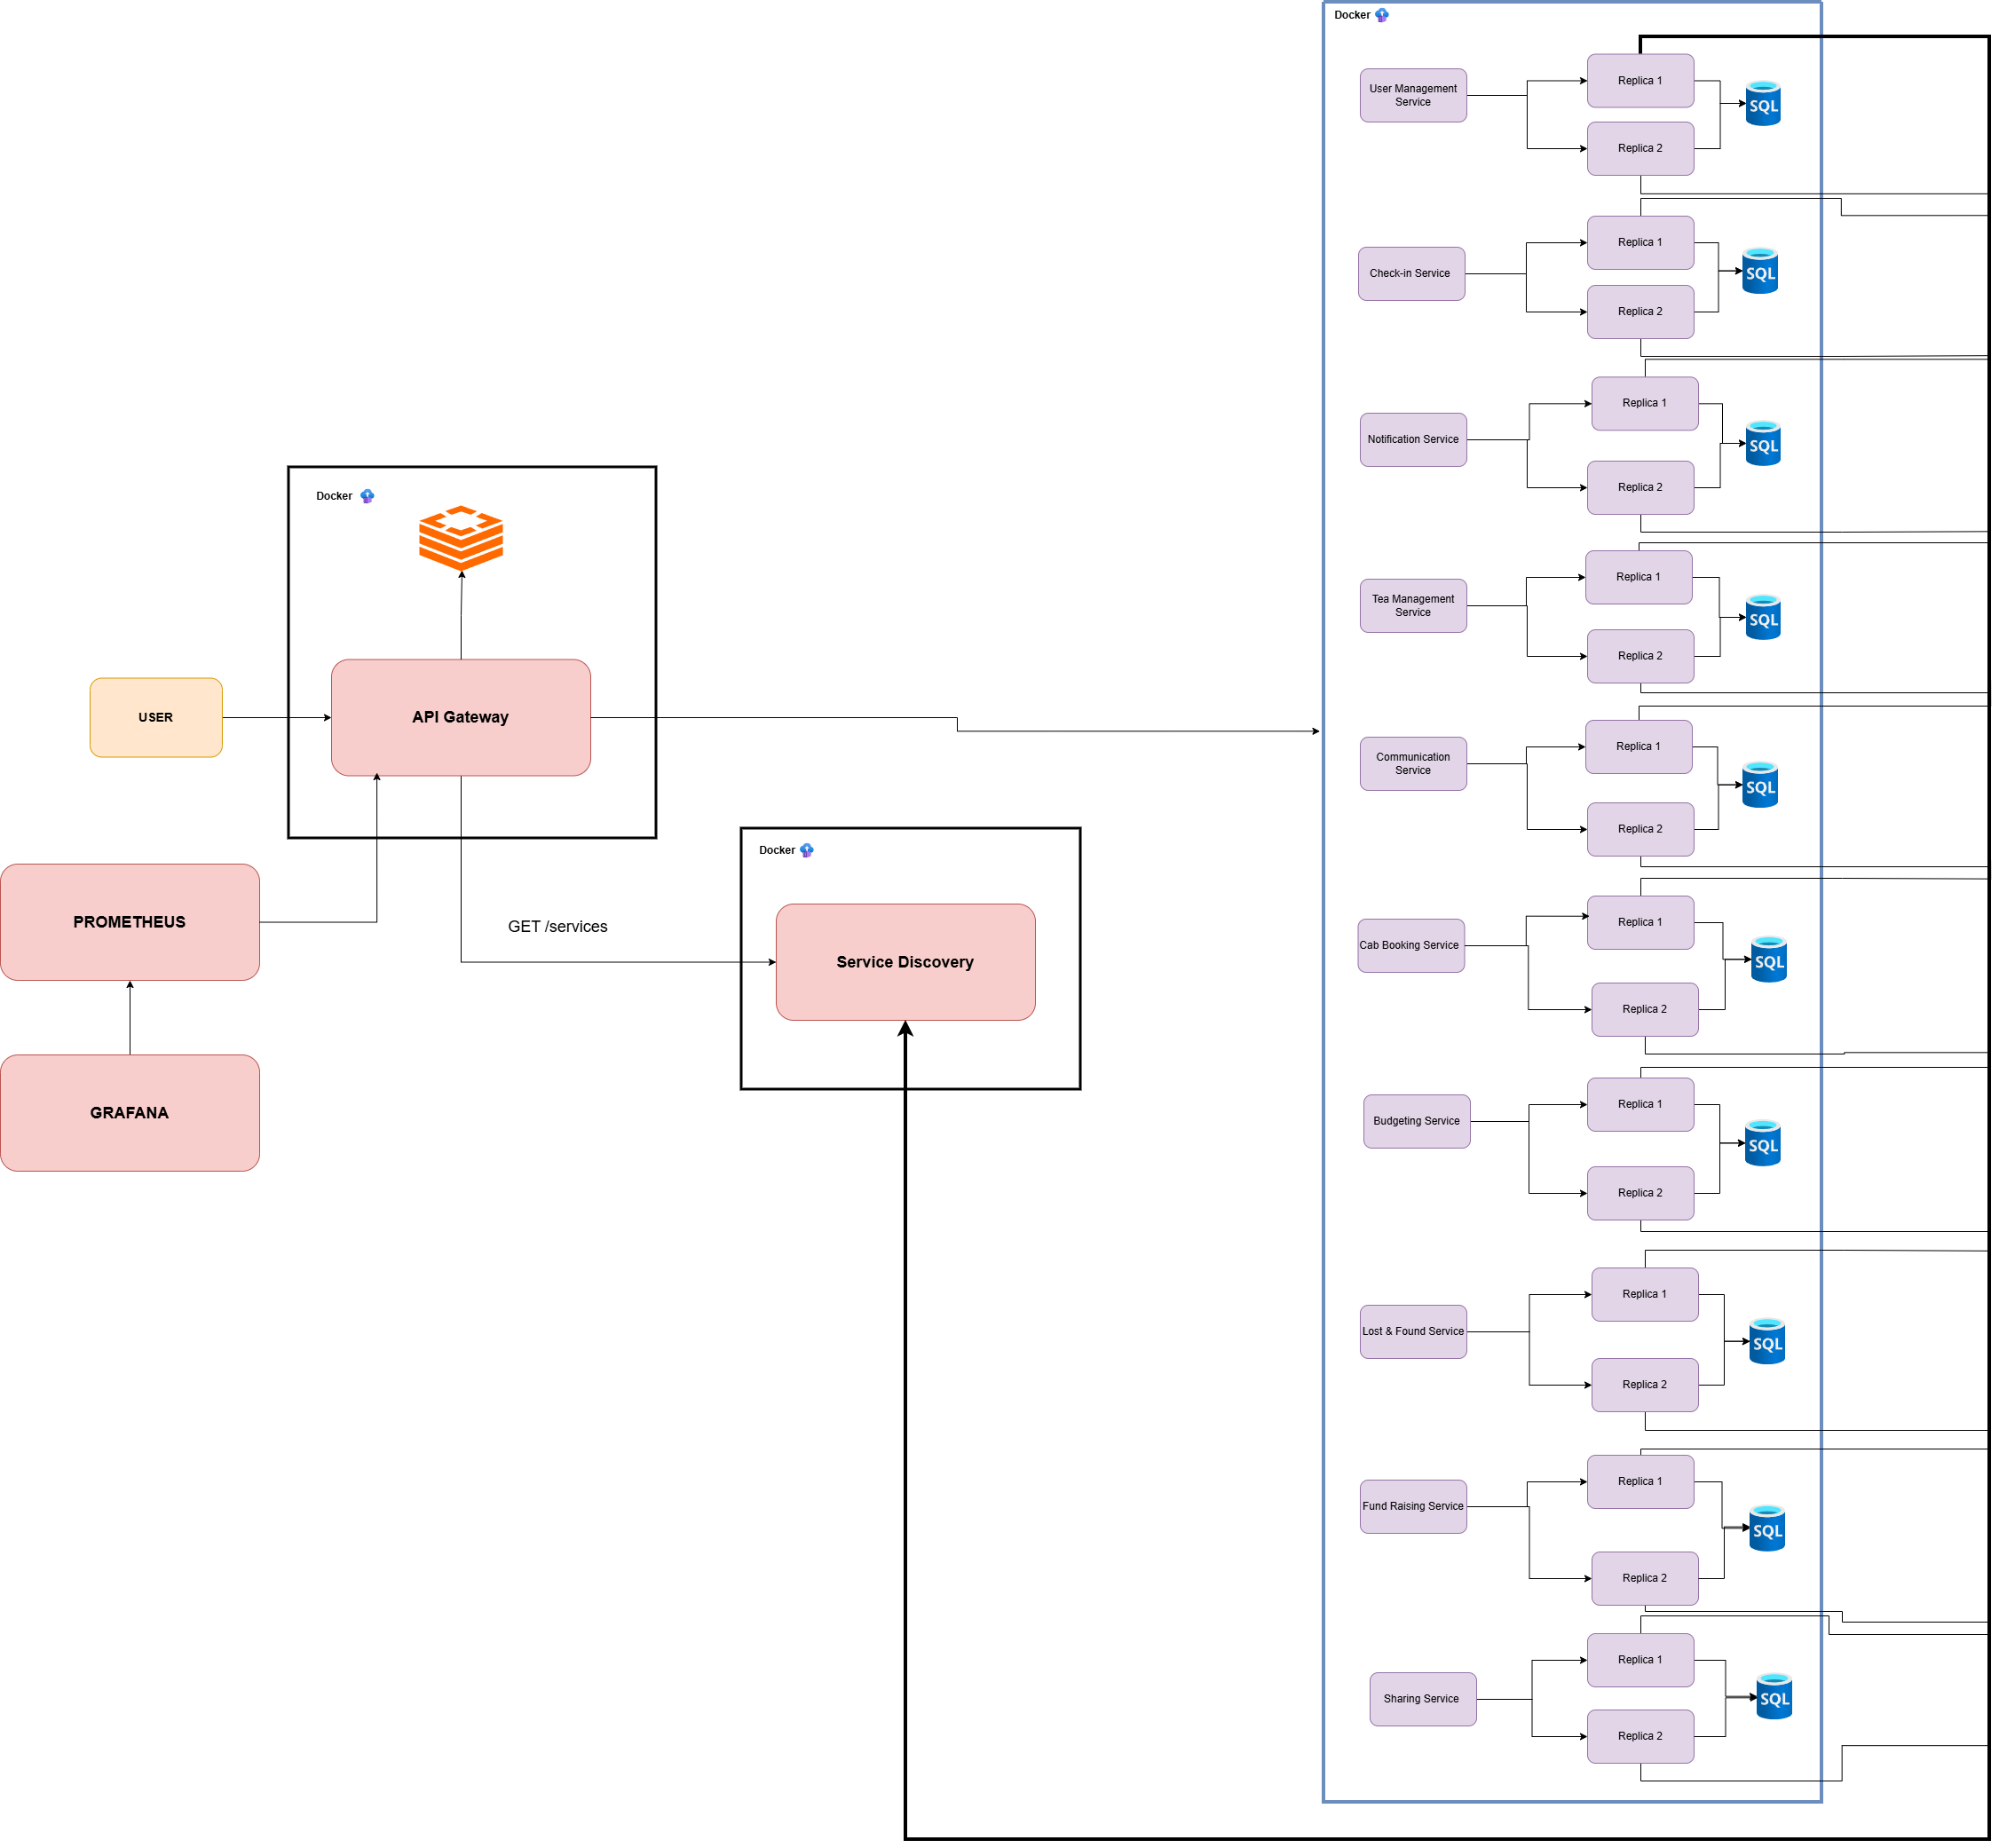 Docker
User Management
Service
Replica 1
Replica 2
SQL
Check-in Service
Replica 1
Replica 2
SQL
Notification Service
Replica 1
Replica 2
SQL
Docker
Tea Management
Service
Replica 1
Replica 2
SQL
USER
API Gateway
Communication
Service
Replica 1
Replica 2
SQL
Docker
PROMETHEUS
GET /services
Service Discovery
Cab Booking Service
Replica 1
Replica 2
SQL
GRAFANA
Budgeting Service
Replica 1
Replica 2
SQL
Lost & Found Service
Replica 1
Replica 2
SQL
Fund Raising Service
Replica 1
Replica 2
SQL
Sharing Service
Replica 1
Replica 2
SQL